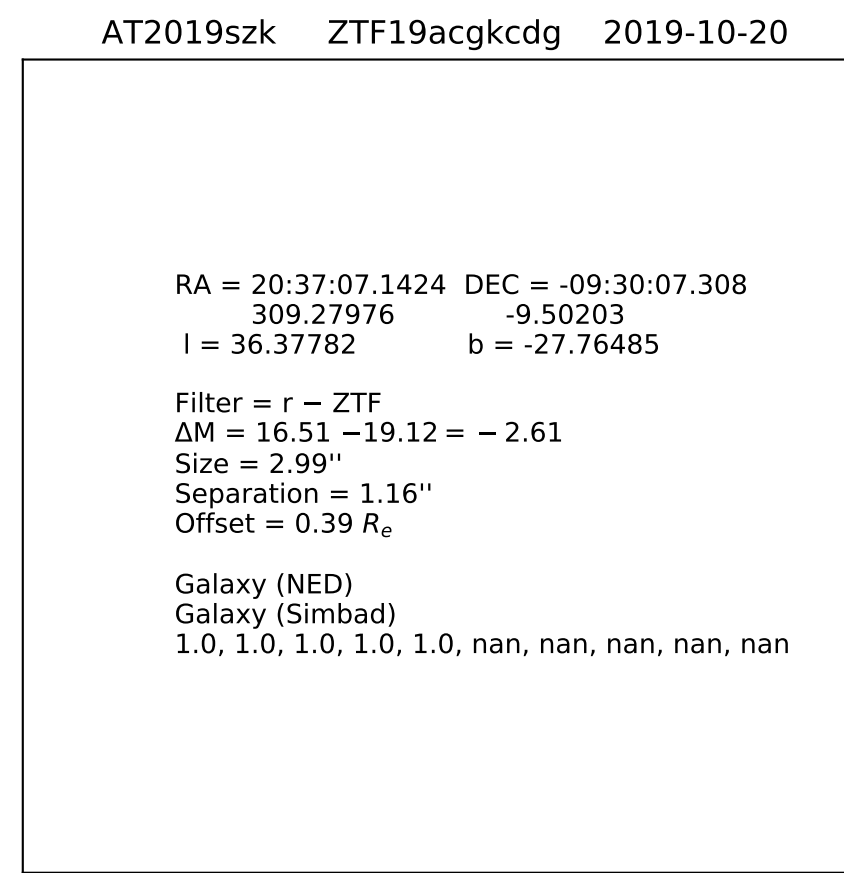 AT2019szk ZTF19acgkcdg 2019-10-20
RA = 20:37:07.1424 DEC = -09:30:07.308
309.27976 -9.50203
l = 36.37782 b = -27.76485
Filter = r − ZTF
ΔM = 16.51 −19.12 = − 2.61
Size = 2.99''
Separation = 1.16''
Offset = 0.39 Re
Galaxy (NED)
Galaxy (Simbad)
1.0, 1.0, 1.0, 1.0, 1.0, nan, nan, nan, nan, nan